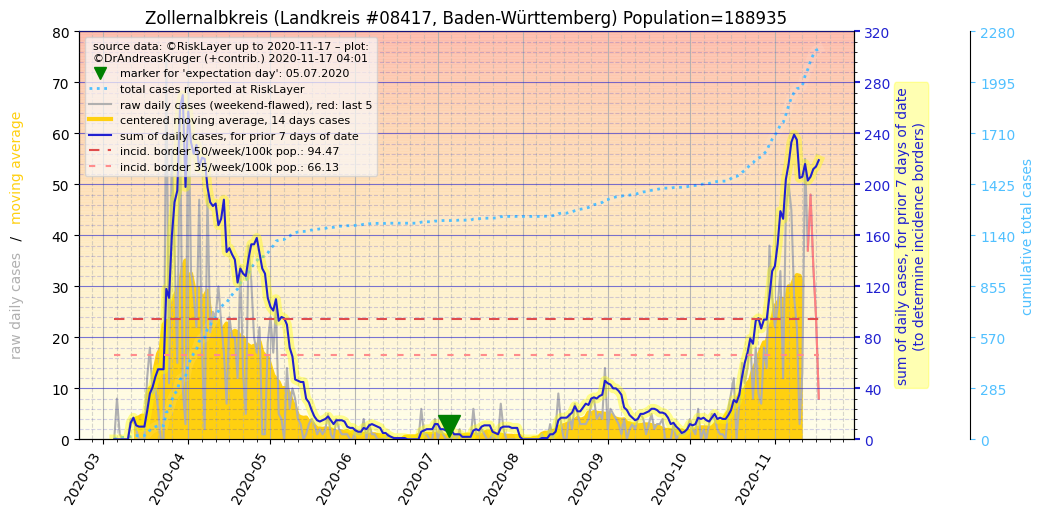 Zollernalbkreis (Landkreis #08417, Baden-Württemberg) Population=188935
source data: ©RiskLayer up to 2020-11-17 – plot:
©DrAndreasKruger (+contrib.) 2020-11-17 04:01
marker for 'expectation day': 05.07.2020
total cases reported at RiskLayer
raw daily cases (weekend-flawed), red: last 5
centered moving average, 14 days cases
sum of daily cases, for prior 7 days of date
incid. border 50/week/100k pop.: 94.47
incid. border 35/week/100k pop.: 66.13
raw daily cases / moving average
80
70
60
50
40
30
20
10
0
2020-03
2020-04
2020-05
2020-06
2020-07
2020-08
2020-09
2020-10
2020-11
320
280
240
200
160
120
80
40
0
sum of daily cases, for prior 7 days of date
(to determine incidence borders)
2280
1995
1710
1425
1140
855
570
285
0
cumulative total cases